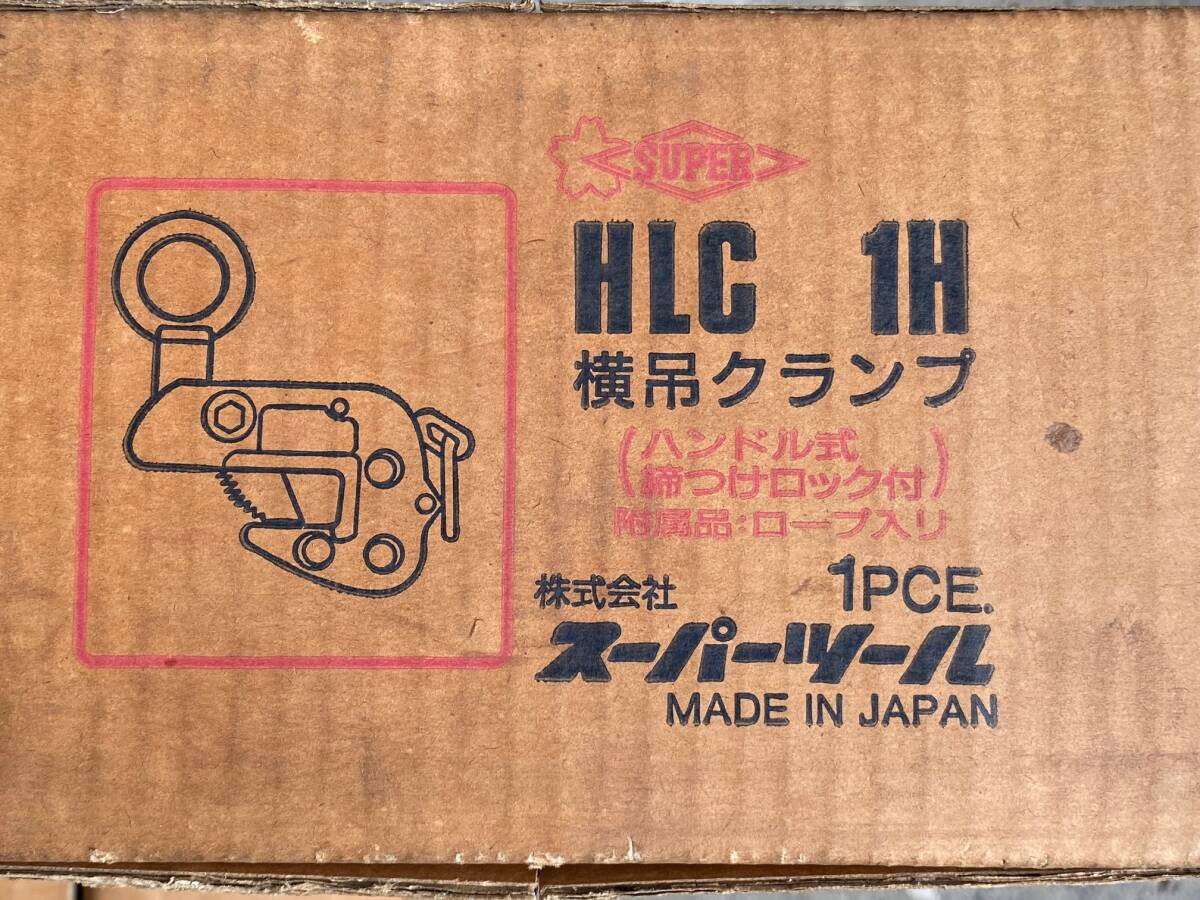 SUPER
HLC 1H
横吊クランプ
(ハンドル式
締つけロック付)
附属品:ロープ入り
1PCE.
株式会社
スーパーツール
MADE IN JAPAN